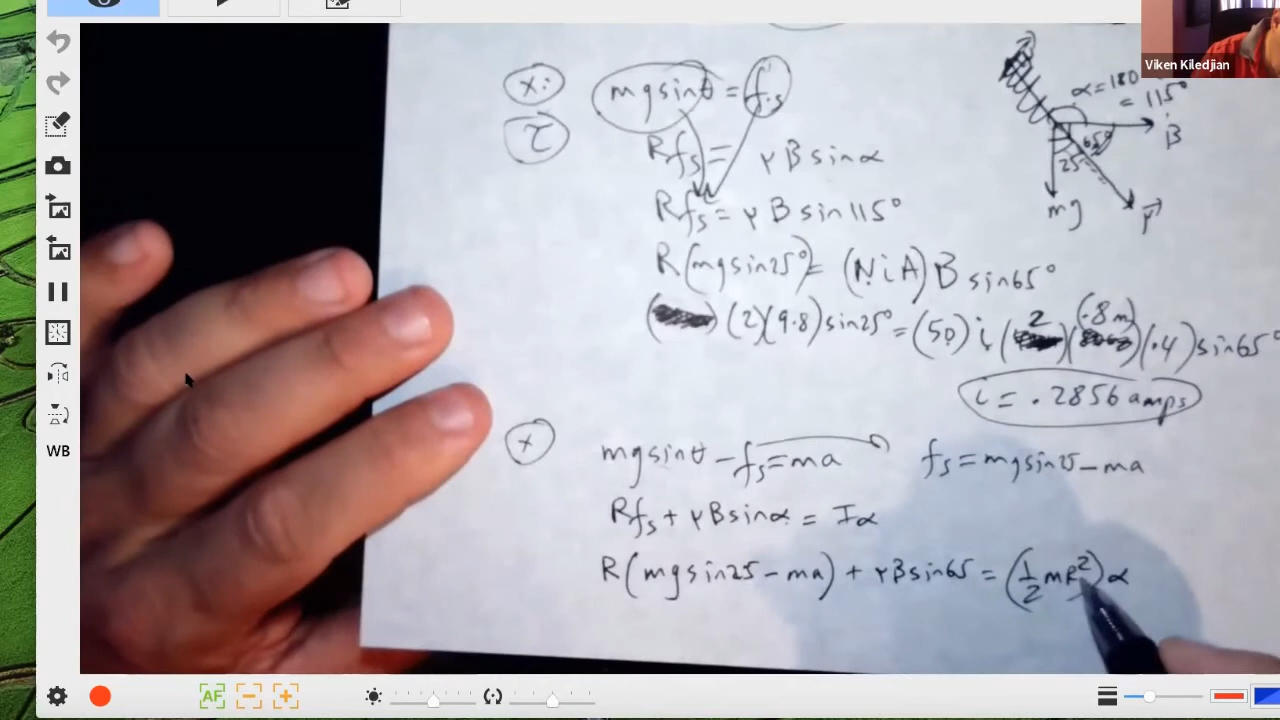 Viken Kiledjian
x: mg sinθ = fs
τ Rfs = μ B sin α
Rfs = μ B sin 115°
R(mg sin 25°) = (N i A) B sin 65°
(2)(9.8) sin 25° = (50) i (2)(.8m)(.4) sin 65°
i = .2856 amps
α = 180
= 115°
B
65°
25
mg
μ
x mg sinθ - fs = ma fs = mg sin 25 - ma
Rfs + μ B sin α = Iα
R(mg sin 25 - ma) + μ B sin 65 = (1/2 mR²) α
WB
AF